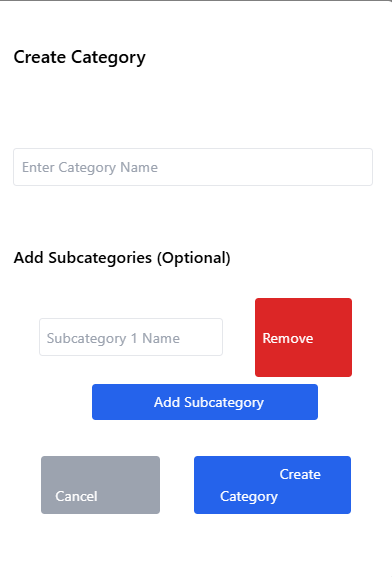 Create Category
Enter Category Name
Add Subcategories (Optional)
Subcategory 1 Name
Remove
Add Subcategory
Cancel
Create
Category